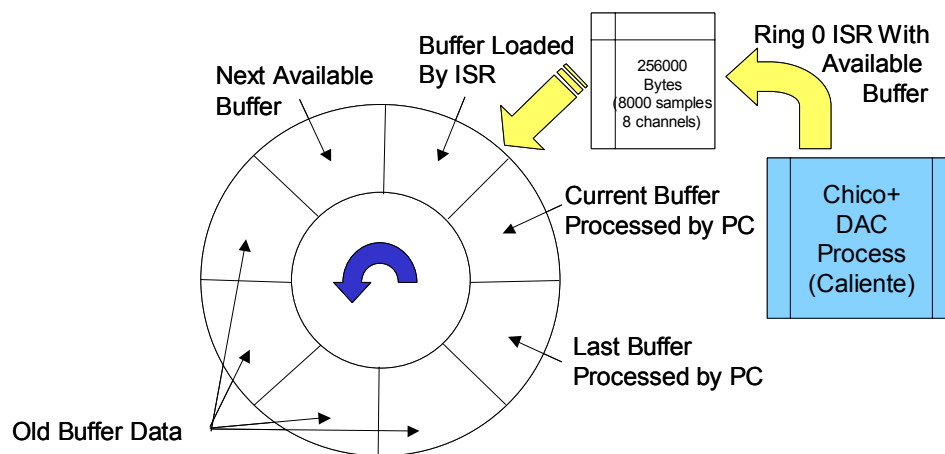 Next Available
Buffer
Buffer Loaded
By ISR
256000
Bytes
(8000 samples
8 channels)
Ring 0 ISR With
Available
Buffer
Current Buffer
Processed by PC
Chico+
DAC
Process
(Caliente)
Last Buffer
Processed by PC
Old Buffer Data